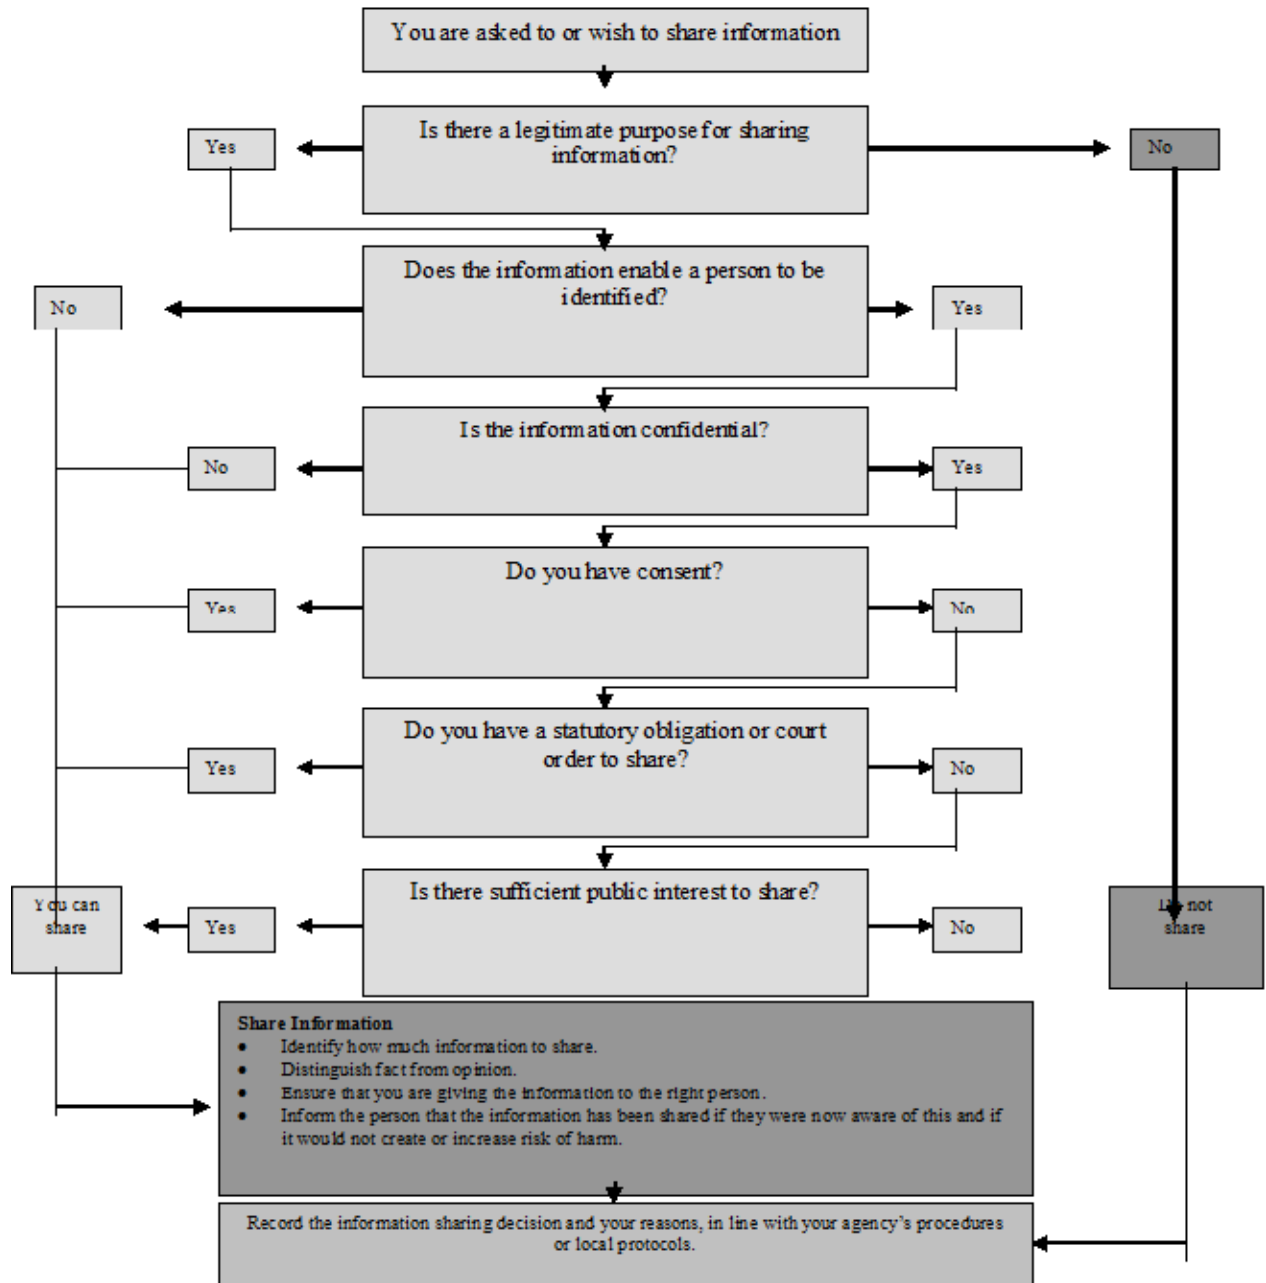 You are asked to or wish to share information
Is there a legitimate purpose for sharing
information?
Yes
No
Does the information enable a person to be
identified?
No
Yes
Is the information confidential?
No
Yes
Do you have consent?
Yes
No
Do you have a statutory obligation or court
order to share?
Yes
No
Is there sufficient public interest to share?
You can
share
Yes
No
Do not
share
Share Information
• Identify how much information to share.
• Distinguish fact from opinion.
• Ensure that you are giving the information to the right person.
• Inform the person that the information has been shared if they were now aware of this and if
it would not create or increase risk of harm.
Record the information sharing decision and your reasons, in line with your agency's procedures
or local protocols.